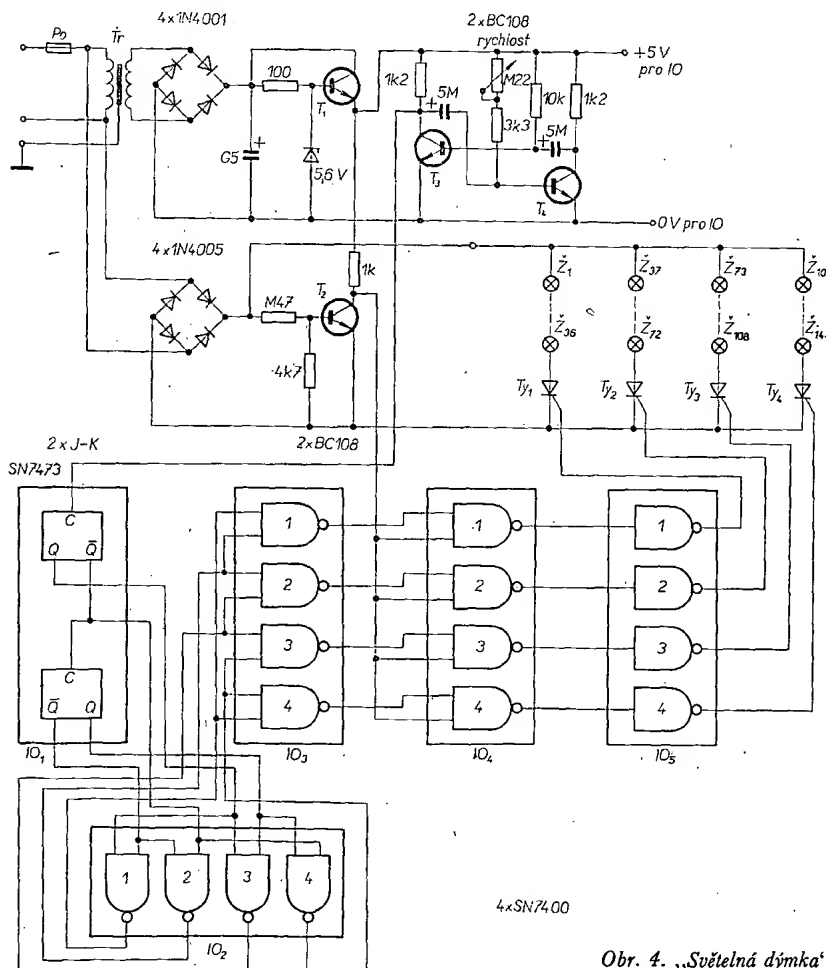 4x1N4001
2xBC108
rychlost
Po
Tr
100
T1
1k2
M22
10k
1k2
+5V
pro IO
5M
+
3k3
5M
+
G5
+
5,6 V
T3
T4
0V pro IO
4x1N4005
1k
T2
M47
4k7
2xBC108
Ž1
Ž37
Ž73
Ž36
Ž72
Ž108
Ty1
Ty2
Ty3
Ty4
2 x J-K
SN7473
C
Q Q̄
C
Q̄ Q
IO1
1
2
3
4
IO3
1
2
3
4
IO4
1
2
3
4
IO5
1 2 3 4
IO2
4xSN7400
Obr. 4. „Světelná dýmka"